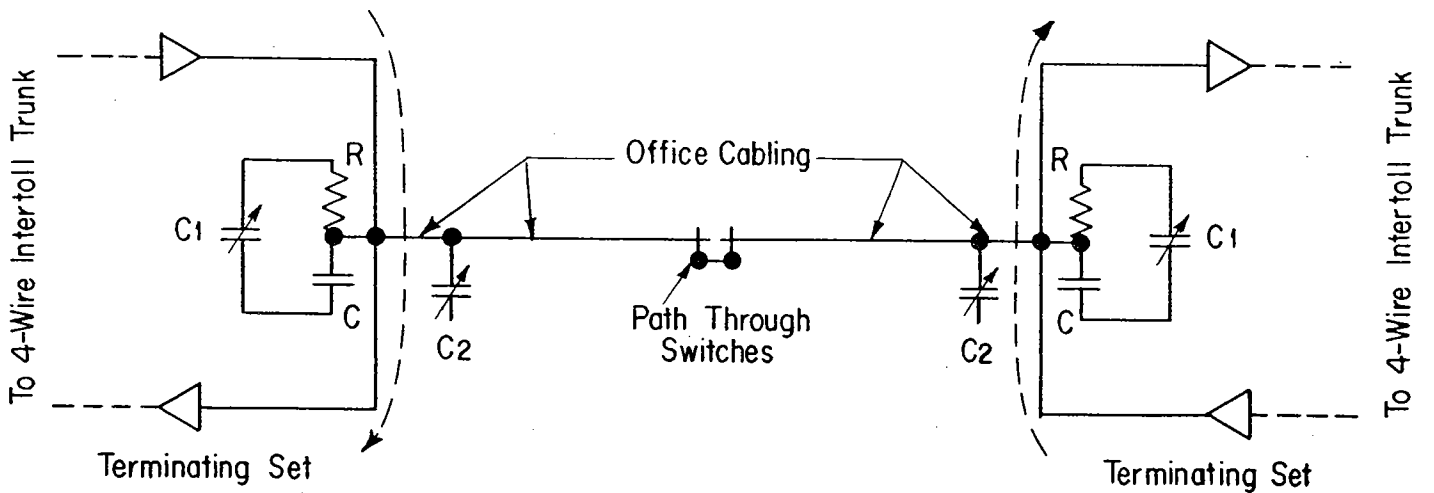 To 4-Wire Intertoll Trunk
R
C1
C
Terminating Set
C2
Office Cabling
Path Through
Switches
C2
R
C1
C
Terminating Set
To 4-Wire Intertoll Trunk